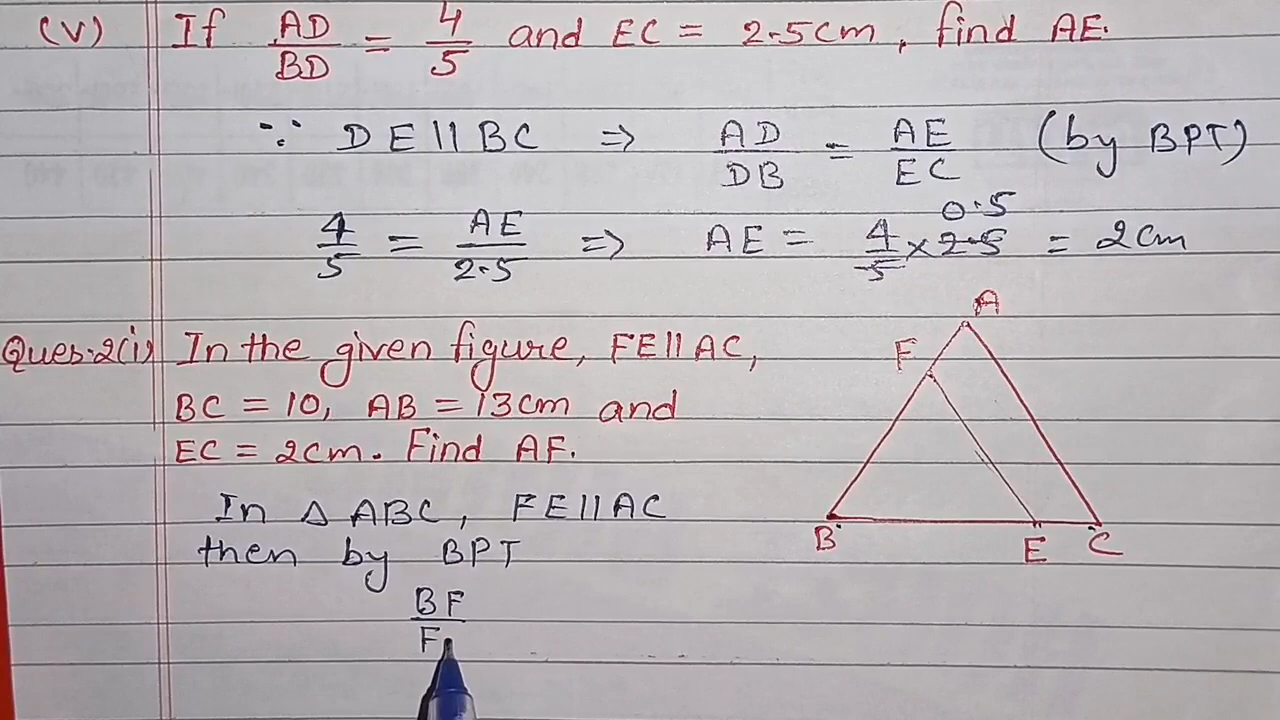 (V) If AD/BD = 4/5 and EC = 2.5cm, find AE.
∵ DE||BC ⇒ AD/DB = AE/EC (by BPT)
4/5 = AE/2.5 ⇒ AE = 4/5 × 2.5 0.5 = 2cm
Ques.2(i) In the given figure, FE||AC,
BC = 10, AB = 13cm and
EC = 2cm. Find AF.
In △ ABC, FE||AC
then by BPT
BF/F
A
F
B E C